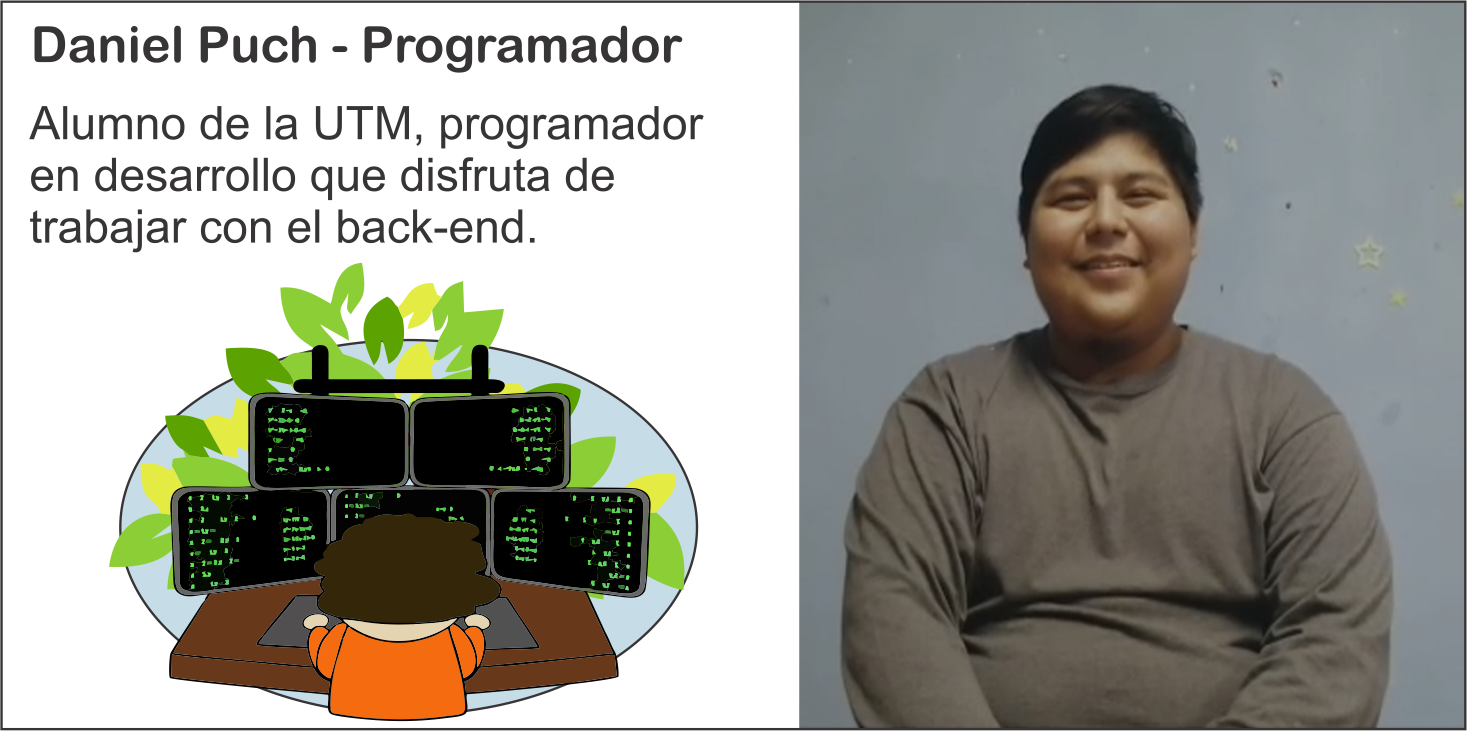 Daniel Puch - Programador
Alumno de la UTM, programador
en desarrollo que disfruta de
trabajar con el back-end.